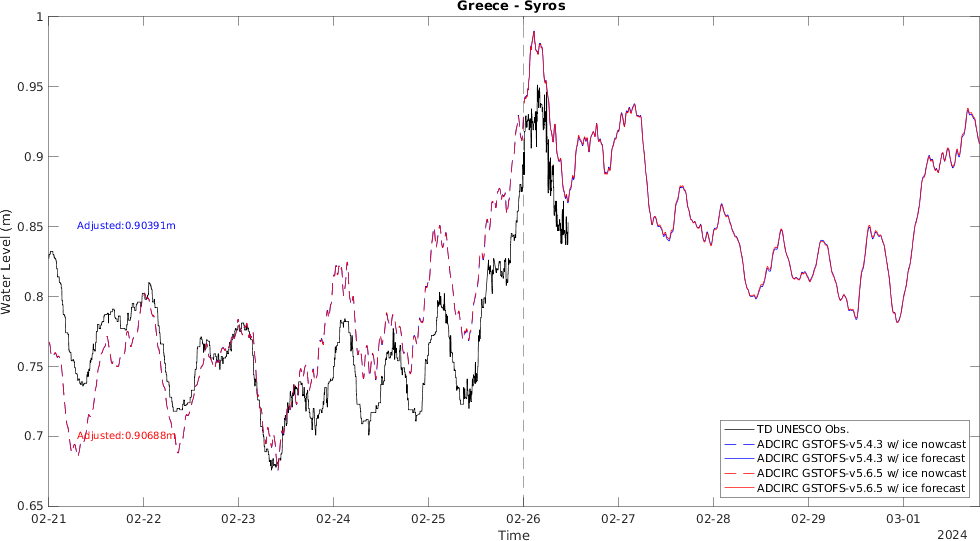 Greece - Syros
1
0.95
0.9
0.85
0.8
0.75
0.7
0.65
Water Level (m)
Adjusted:0.90391m
Adjusted:0.90688m
TD UNESCO Obs.
ADCIRC GSTOFS-v5.4.3 w/ ice nowcast
ADCIRC GSTOFS-v5.4.3 w/ ice forecast
ADCIRC GSTOFS-v5.6.5 w/ ice nowcast
ADCIRC GSTOFS-v5.6.5 w/ ice forecast
02-21 02-22 02-23 02-24 02-25 02-26 02-27 02-28 02-29 03-01
Time
2024